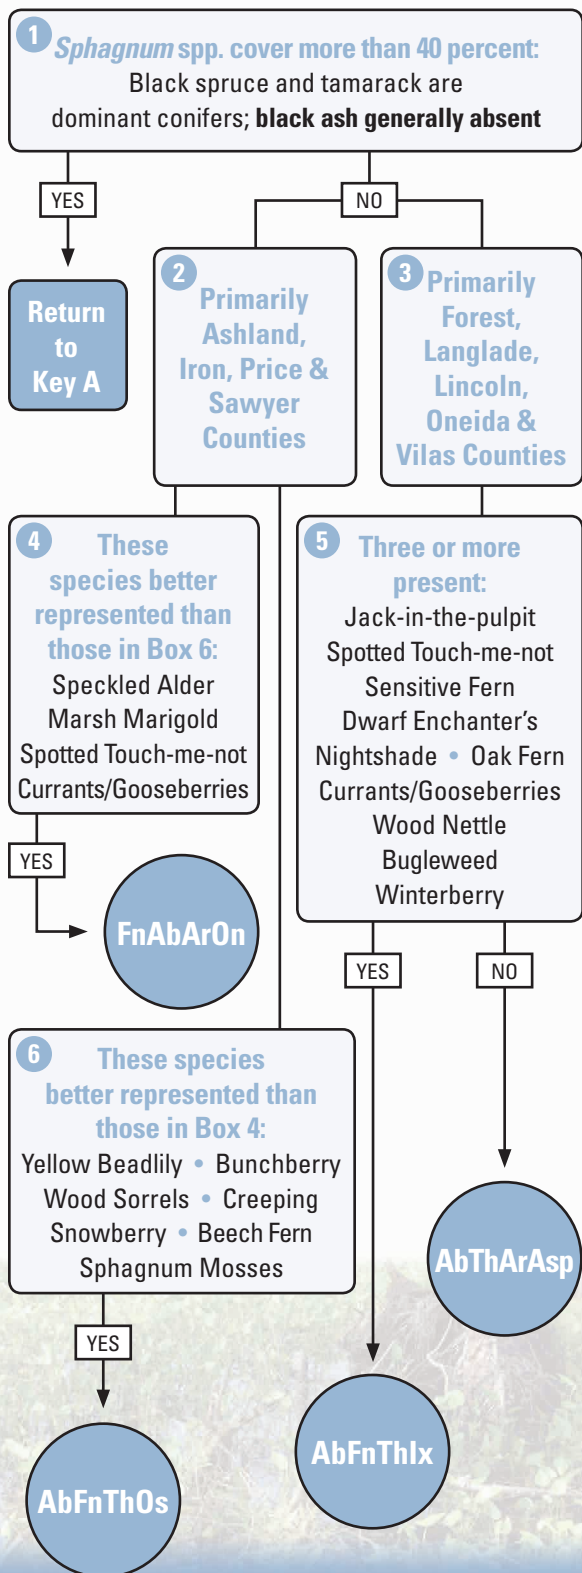 1
Sphagnum spp. cover more than 40 percent:
Black spruce and tamarack are
dominant conifers; black ash generally absent
YES
NO
Return
to
Key A
2
Primarily
Ashland,
Iron, Price &
Sawyer
Counties
3
Primarily
Forest,
Langlade,
Lincoln,
Oneida &
Vilas Counties
4
These
species better
represented than
those in Box 6:
Speckled Alder
Marsh Marigold
Spotted Touch-me-not
Currants/Gooseberries
YES
FnAbArOn
5
Three or more
present:
Jack-in-the-pulpit
Spotted Touch-me-not
Sensitive Fern
Dwarf Enchanter's
Nightshade • Oak Fern
Currants/Gooseberries
Wood Nettle
Bugleweed
Winterberry
YES
NO
6
These species
better represented than
those in Box 4:
Yellow Beadlily • Bunchberry
Wood Sorrels • Creeping
Snowberry • Beech Fern
Sphagnum Mosses
YES
AbThArAsp
AbFnThIx
AbFnThOs